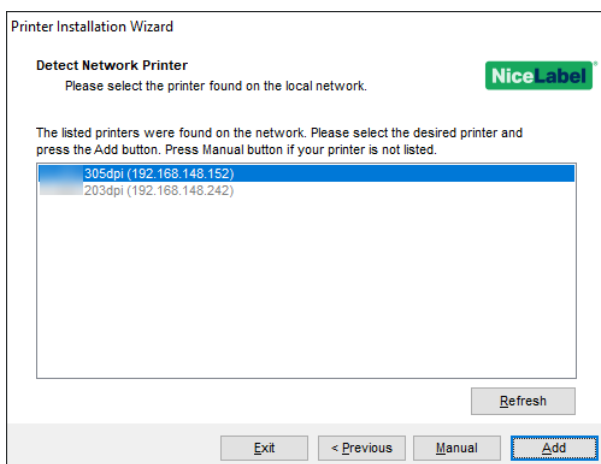 Printer Installation Wizard
Detect Network Printer
Please select the printer found on the local network.
NiceLabel
The listed printers were found on the network. Please select the desired printer and
press the Add button. Press Manual button if your printer is not listed.
305dpi (192.168.148.152)
203dpi (192.168.148.242)
Refresh
Exit
< Previous
Manual
Add